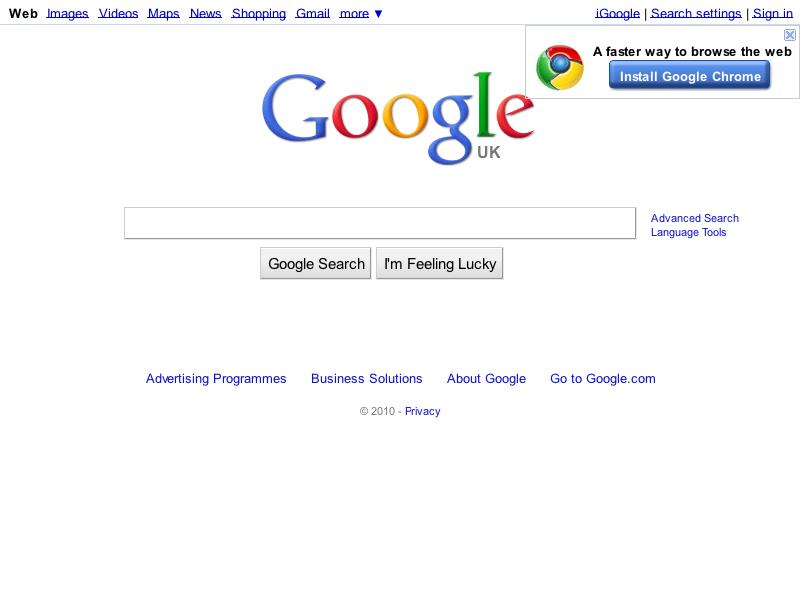 Web Images Videos Maps News Shopping Gmail more ▼
iGoogle | Search settings | Sign in
A faster way to browse the web
Install Google Chrome
Google
UK
Advanced Search
Language Tools
Google Search I'm Feeling Lucky
Advertising Programmes Business Solutions About Google Go to Google.com
© 2010 - Privacy